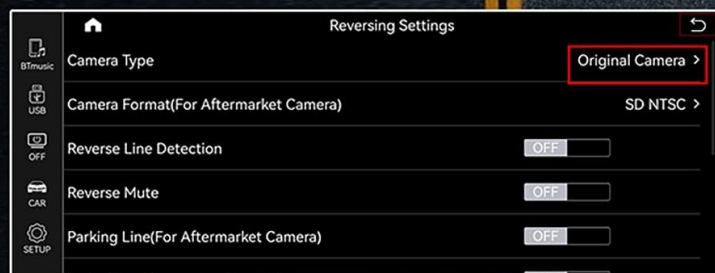 Reversing Settings
BTmusic
Camera Type
Original Camera >
USB
Camera Format(For Aftermarket Camera)
SD NTSC >
OFF
Reverse Line Detection
OFF
CAR
Reverse Mute
OFF
SETUP
Parking Line(For Aftermarket Camera)
OFF